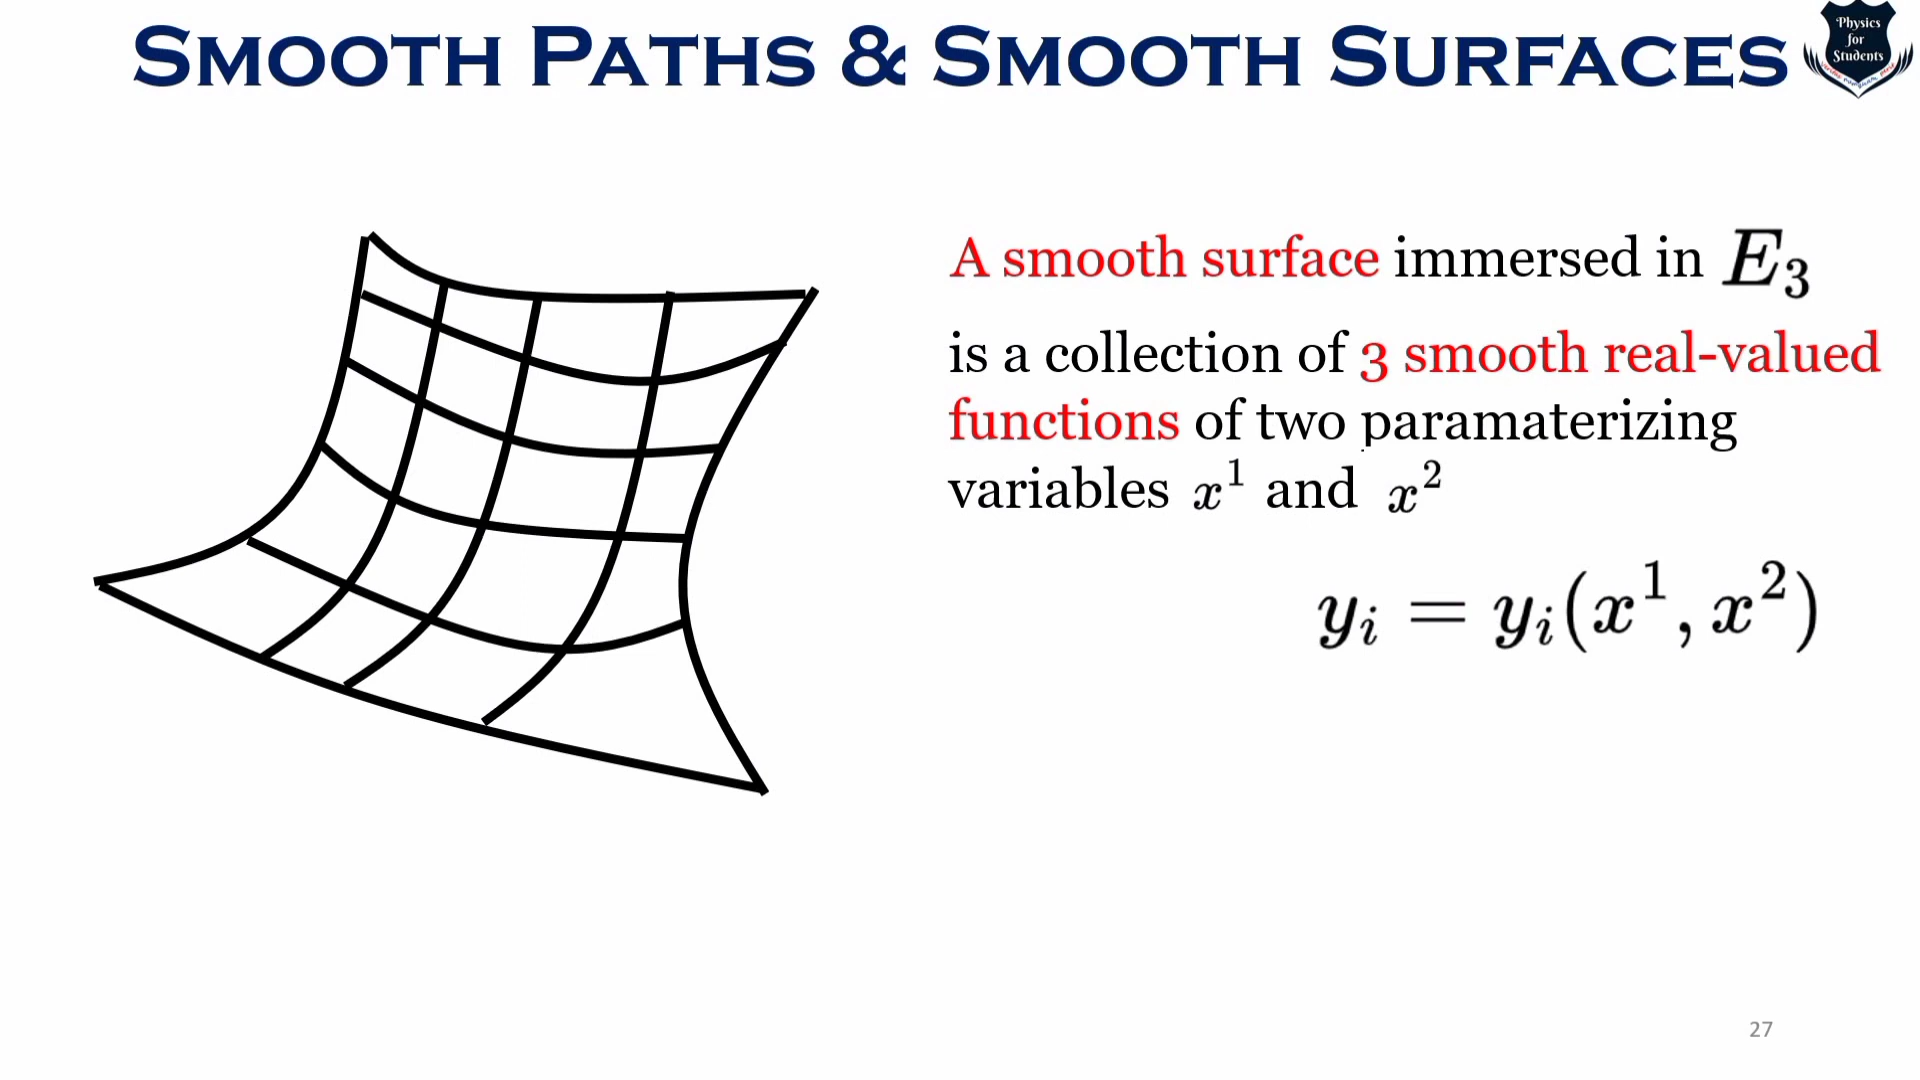 SMOOTH PATHS & SMOOTH SURFACES
Physics
for
Students
A smooth surface immersed in E₃
is a collection of 3 smooth real-valued
functions of two paramaterizing
variables x¹ and x²
yᵢ = yᵢ(x¹, x²)
27